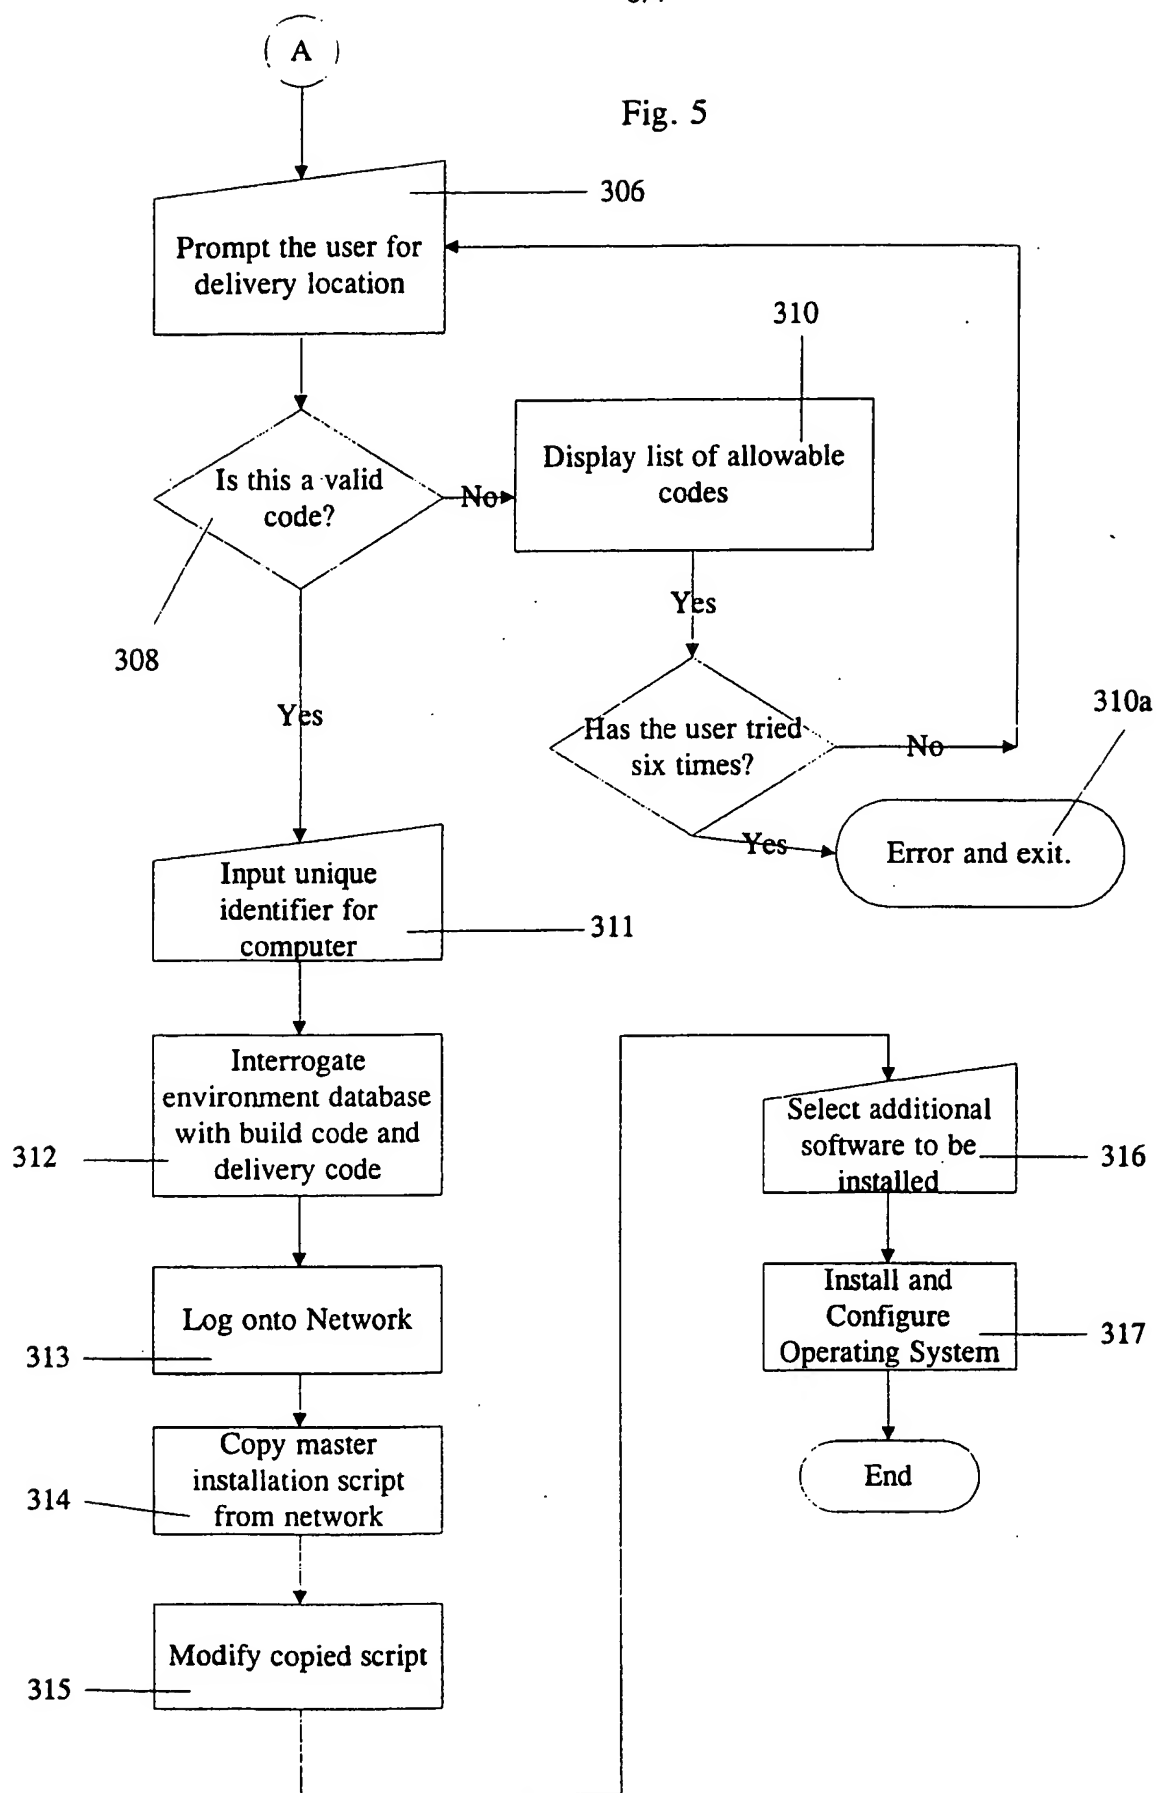 A
Fig. 5
306
Prompt the user for
delivery location
310
Display list of allowable
codes
Is this a valid
code?
No
Yes
308
Has the user tried
six times?
No
310a
Yes
Yes
Error and exit.
Input unique
identifier for
computer
311
Interrogate
environment database
with build code and
delivery code
312
Select additional
software to be
installed
316
Log onto Network
313
Install and
Configure
Operating System
317
Copy master
installation script
from network
314
End
Modify copied script
315